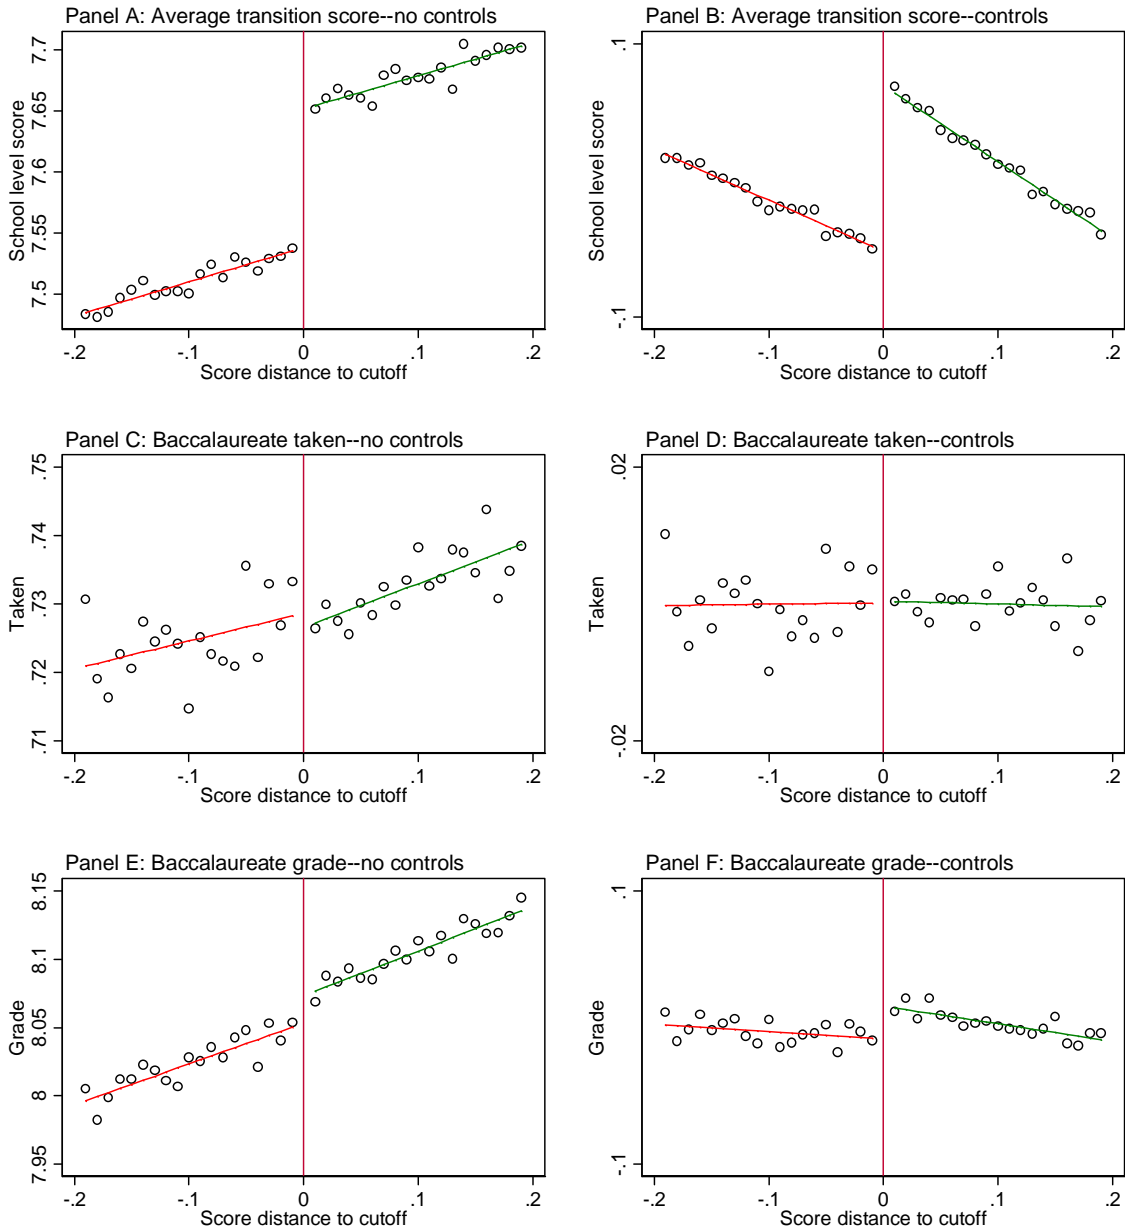 Panel A: Average transition score--no controls
School level score
7.7
7.65
7.6
7.55
7.5
-.2 -.1 0 .1 .2
Score distance to cutoff
Panel B: Average transition score--controls
School level score
.1
-.1
-.2 -.1 0 .1 .2
Score distance to cutoff
Panel C: Baccalaureate taken--no controls
Taken
.75
.74
.73
.72
.71
-.2 -.1 0 .1 .2
Score distance to cutoff
Panel D: Baccalaureate taken--controls
Taken
.02
-.02
-.2 -.1 0 .1 .2
Score distance to cutoff
Panel E: Baccalaureate grade--no controls
Grade
8.15
8.1
8.05
8
7.95
-.2 -.1 0 .1 .2
Score distance to cutoff
Panel F: Baccalaureate grade--controls
Grade
.1
-.1
-.2 -.1 0 .1 .2
Score distance to cutoff